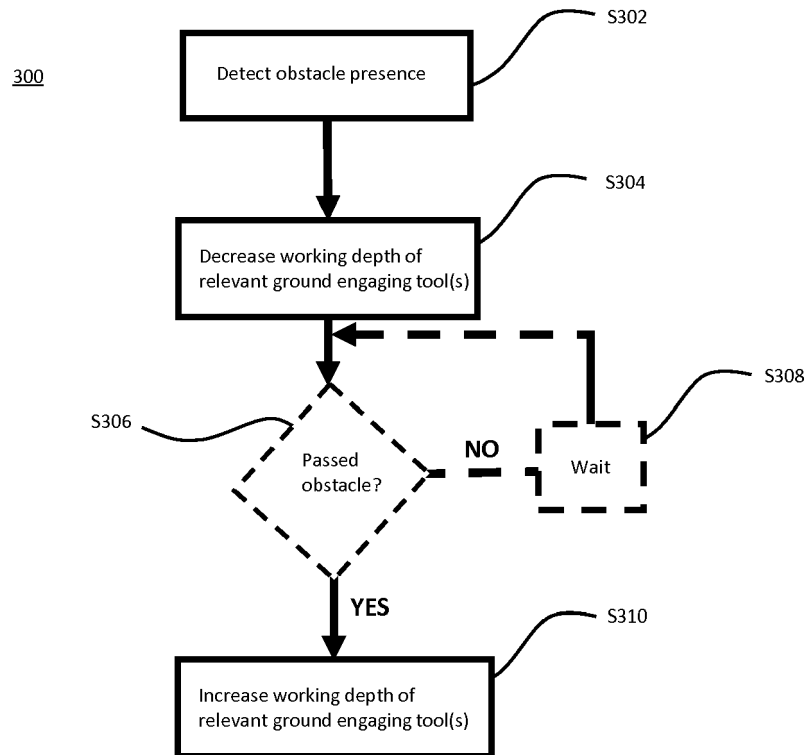 S302
300
Detect obstacle presence
S304
Decrease working depth of
relevant ground engaging tool(s)
S306
Passed
obstacle?
NO
Wait
S308
YES
S310
Increase working depth of
relevant ground engaging tool(s)